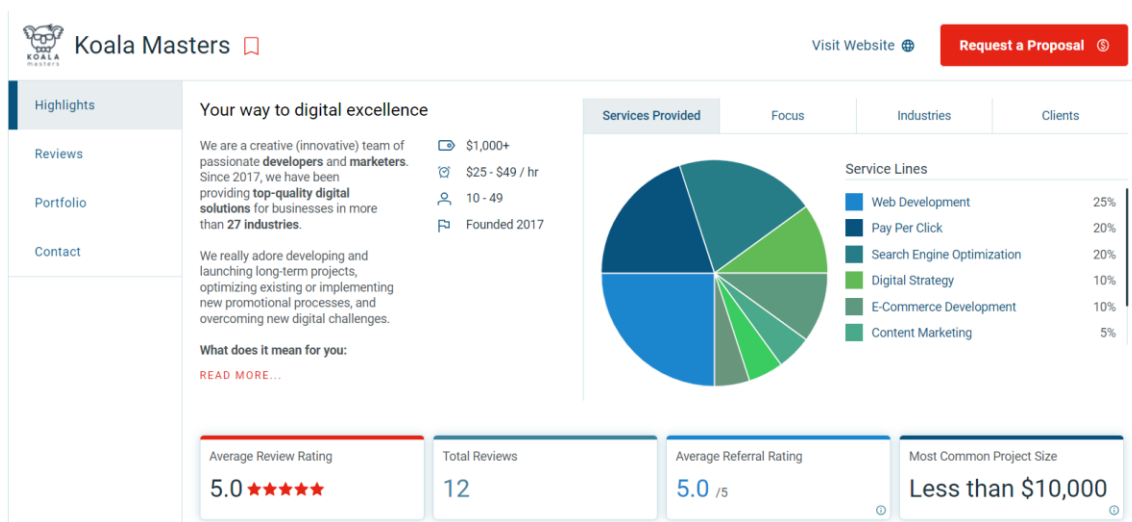 KOALA
masters
Koala Masters
Visit Website
Request a Proposal
Highlights
Reviews
Portfolio
Contact
Your way to digital excellence
We are a creative (innovative) team of
passionate developers and marketers.
Since 2017, we have been
providing top-quality digital
solutions for businesses in more
than 27 industries.
We really adore developing and
launching long-term projects,
optimizing existing or implementing
new promotional processes, and
overcoming new digital challenges.
What does it mean for you:
READ MORE...
$1,000+
$25 - $49 / hr
10 - 49
Founded 2017
Services Provided
Focus
Industries
Clients
Service Lines
Web Development 25%
Pay Per Click 20%
Search Engine Optimization 20%
Digital Strategy 10%
E-Commerce Development 10%
Content Marketing 5%
Average Review Rating
5.0
Total Reviews
12
Average Referral Rating
5.0 /5
Most Common Project Size
Less than $10,000